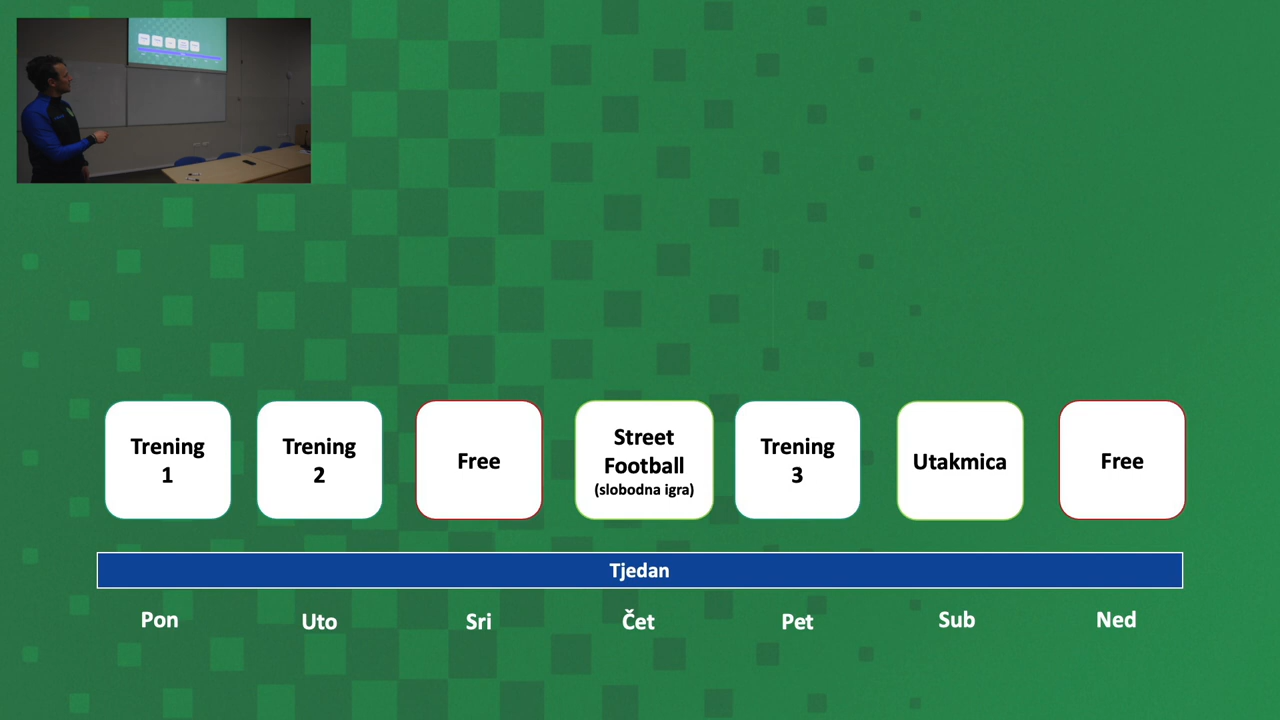 Trening
1
Trening
2
Free
Street
Football
(slobodna igra)
Trening
3
Utakmica
Free
Tjedan
Pon
Uto
Sri
Čet
Pet
Sub
Ned